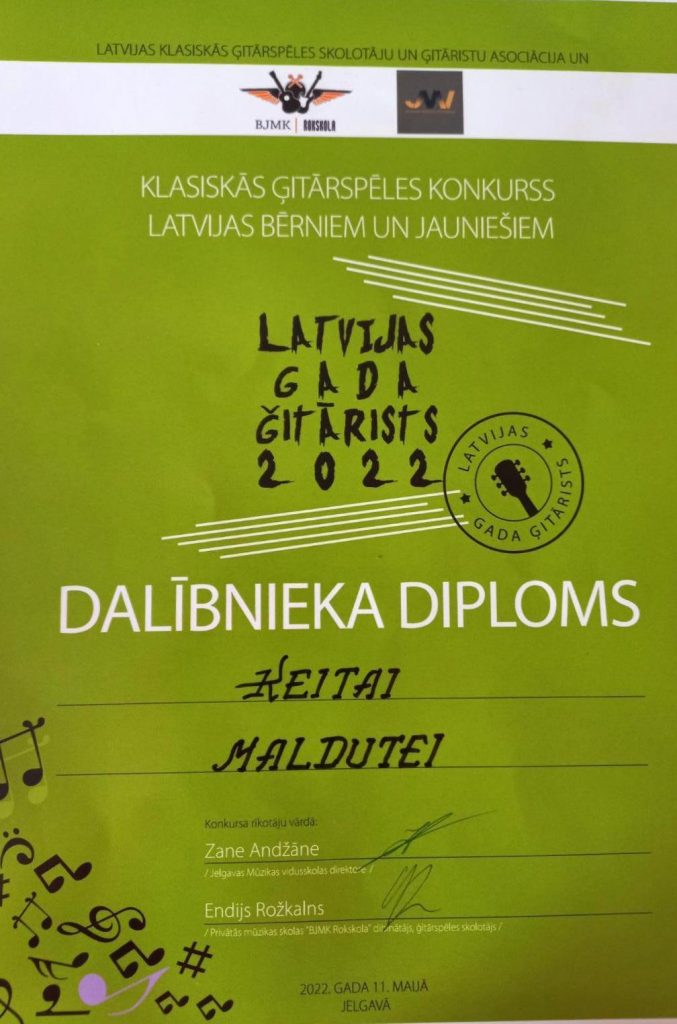 LATVIJAS KLASISKĀS ĢITĀRSPĒLES SKOLOTĀJU UN ĢITĀRISTU ASOCIĀCIJA UN
BJMK | ROKSKOLA
JMV
KLASISKĀS ĢITĀRSPĒLES KONKURSS
LATVIJAS BĒRNIEM UN JAUNIEŠIEM
LATVIJAS
GADA
ĢITĀRISTS
2022
LATVIJAS
GADA ĢITĀRISTS
DALĪBNIEKA DIPLOMS
KEITAI
MALDUTEI
Konkursa rīkotāju vārdā:
Zane Andžāne
/ Jelgavas Mūzikas vidusskolas direktore /
Endijs Rožkalns
/ Privātās mūzikas skolas "BJMK Rokskola" dibinātājs, ģitārspēles skolotājs /
2022. GADA 11. MAIJĀ
JELGAVĀ